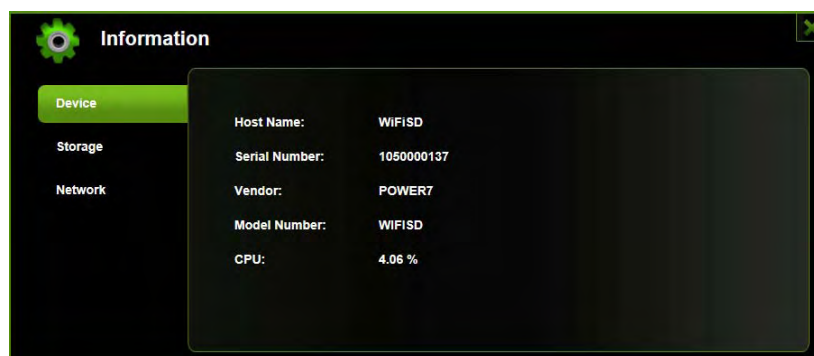 Information
Device
Storage
Network
Host Name: WiFiSD
Serial Number: 1050000137
Vendor: POWER7
Model Number: WIFISD
CPU: 4.06 %